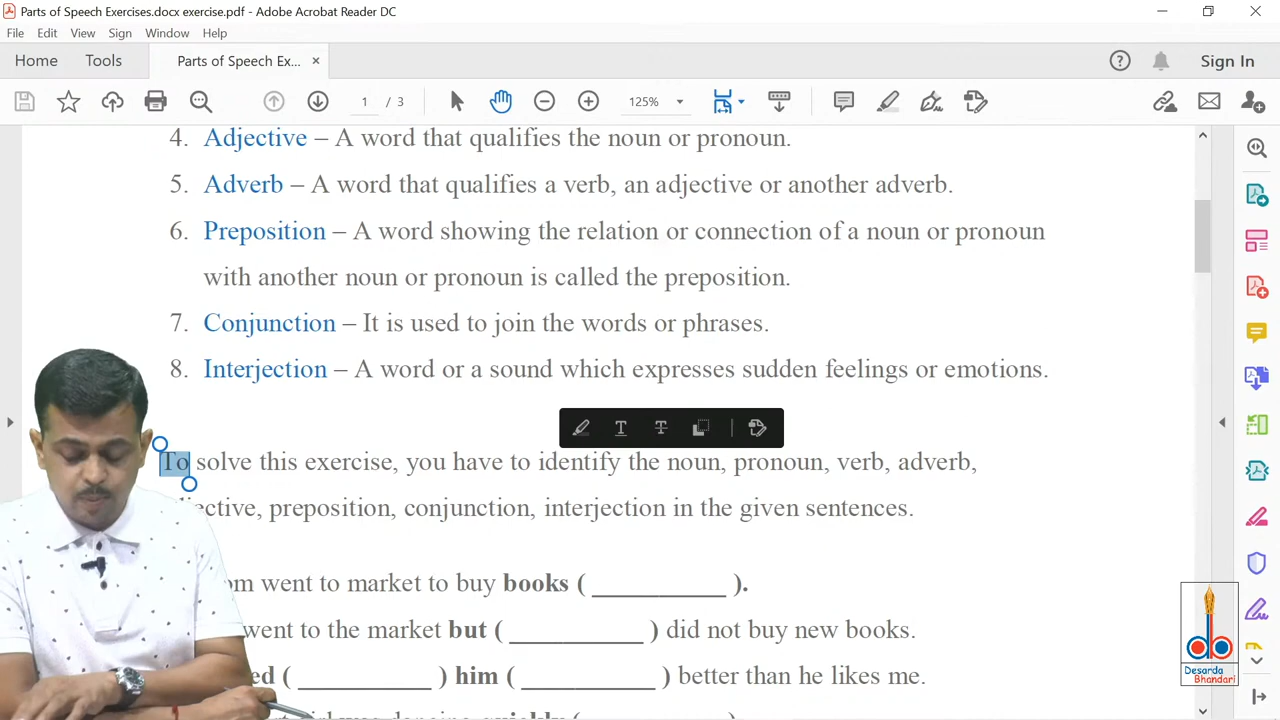 Parts of Speech Exercises.docx exercise.pdf - Adobe Acrobat Reader DC
File Edit View Sign Window Help
Home Tools Parts of Speech Ex... × Sign In
1 / 3 125%
4. Adjective – A word that qualifies the noun or pronoun.
5. Adverb – A word that qualifies a verb, an adjective or another adverb.
6. Preposition – A word showing the relation or connection of a noun or pronoun
with another noun or pronoun is called the preposition.
7. Conjunction – It is used to join the words or phrases.
8. Interjection – A word or a sound which expresses sudden feelings or emotions.
To solve this exercise, you have to identify the noun, pronoun, verb, adverb,
preposition, conjunction, interjection in the given sentences.
went to market to buy books ( __________ ).
went to the market but ( __________ ) did not buy new books.
( __________ ) him ( __________ ) better than he likes me.
dancing quickly (
Desarda
Bhandari